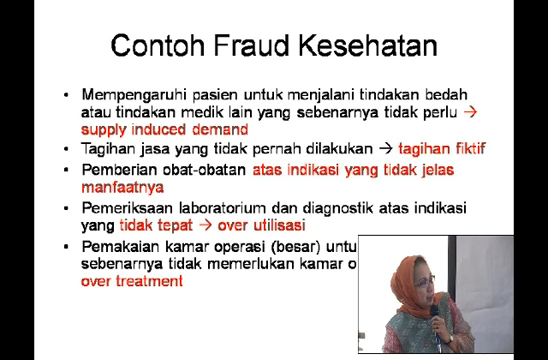 Contoh Fraud Kesehatan
• Mempengaruhi pasien untuk menjalani tindakan bedah
atau tindakan medik lain yang sebenarnya tidak perlu →
supply induced demand
• Tagihan jasa yang tidak pernah dilakukan → tagihan fiktif
• Pemberian obat-obatan atas indikasi yang tidak jelas
manfaatnya
• Pemeriksaan laboratorium dan diagnostik atas indikasi
yang tidak tepat → over utilisasi
• Pemakaian kamar operasi (besar) untu
sebenarnya tidak memerlukan kamar o
over treatment